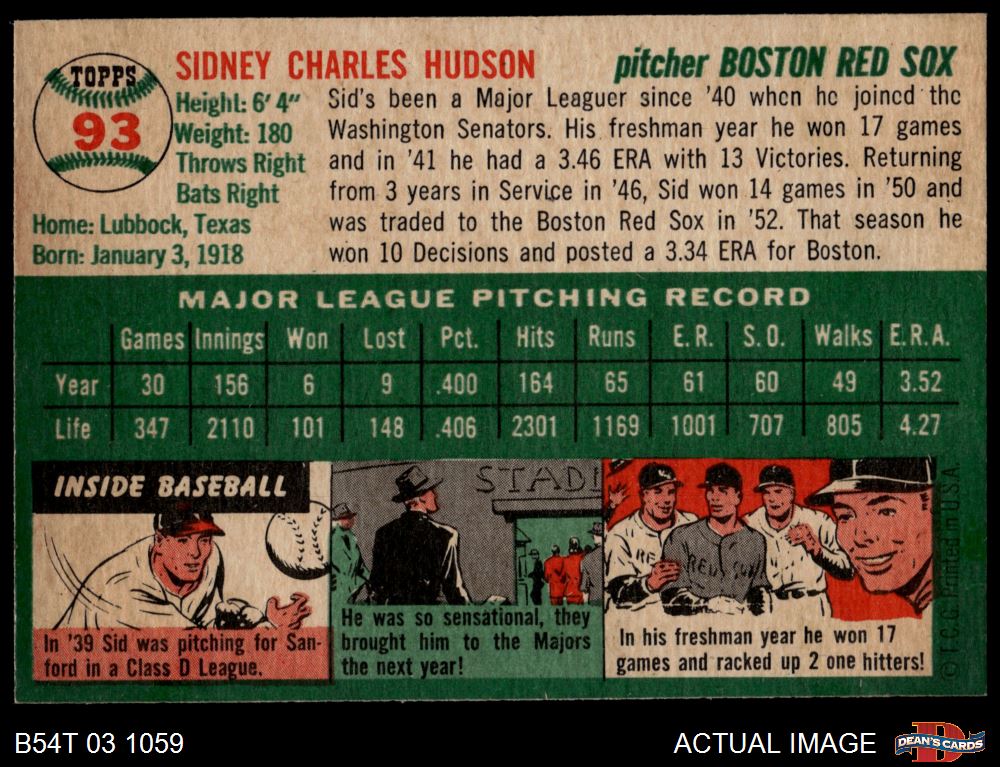 TOPPS
93
SIDNEY CHARLES HUDSON
pitcher BOSTON RED SOX
Height: 6' 4"
Weight: 180
Throws Right
Bats Right
Home: Lubbock, Texas
Born: January 3, 1918
Sid's been a Major Leaguer since '40 when he joined the
Washington Senators. His freshman year he won 17 games
and in '41 he had a 3.46 ERA with 13 Victories. Returning
from 3 years in Service in '46, Sid won 14 games in '50 and
was traded to the Boston Red Sox in '52. That season he
won 10 Decisions and posted a 3.34 ERA for Boston.
MAJOR LEAGUE PITCHING RECORD
Games Innings Won Lost Pct. Hits Runs E. R. S. O. Walks E.R.A.
Year 30 156 6 9 .400 164 65 61 60 49 3.52
Life 347 2110 101 148 .406 2301 1169 1001 707 805 4.27
INSIDE BASEBALL
In '39 Sid was pitching for San-
ford in a Class D League.
STADI
He was so sensational, they
brought him to the Majors
the next year!
RE
RED SOX
In his freshman year he won 17
games and racked up 2 one hitters!
© T.C.G. Printed in U.S.A.
B54T 03 1059
ACTUAL IMAGE
D
DEAN'S CARDS